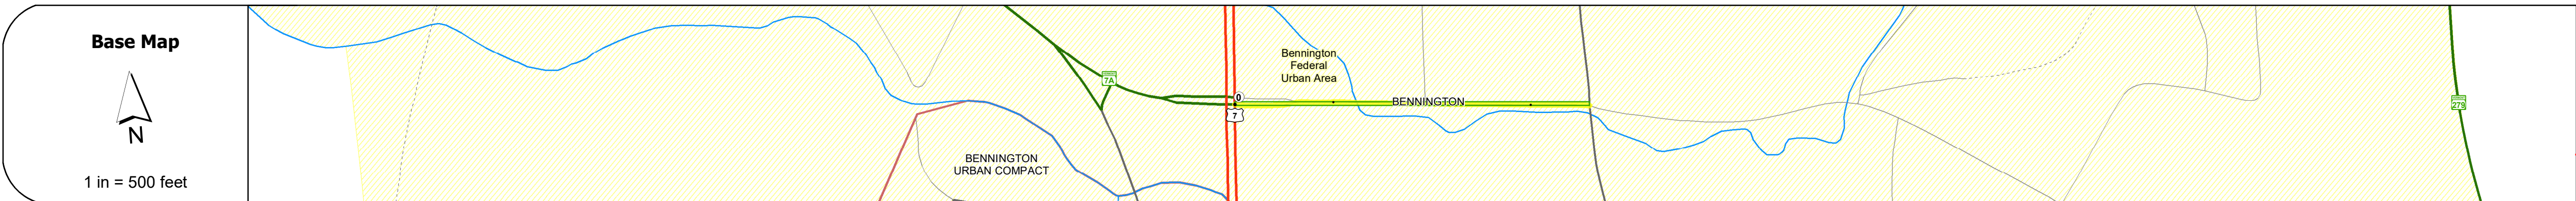 Base Map
N
1 in = 500 feet
7A
Bennington
Federal
Urban Area
0
BENNINGTON
7
279
BENNINGTON
URBAN COMPACT